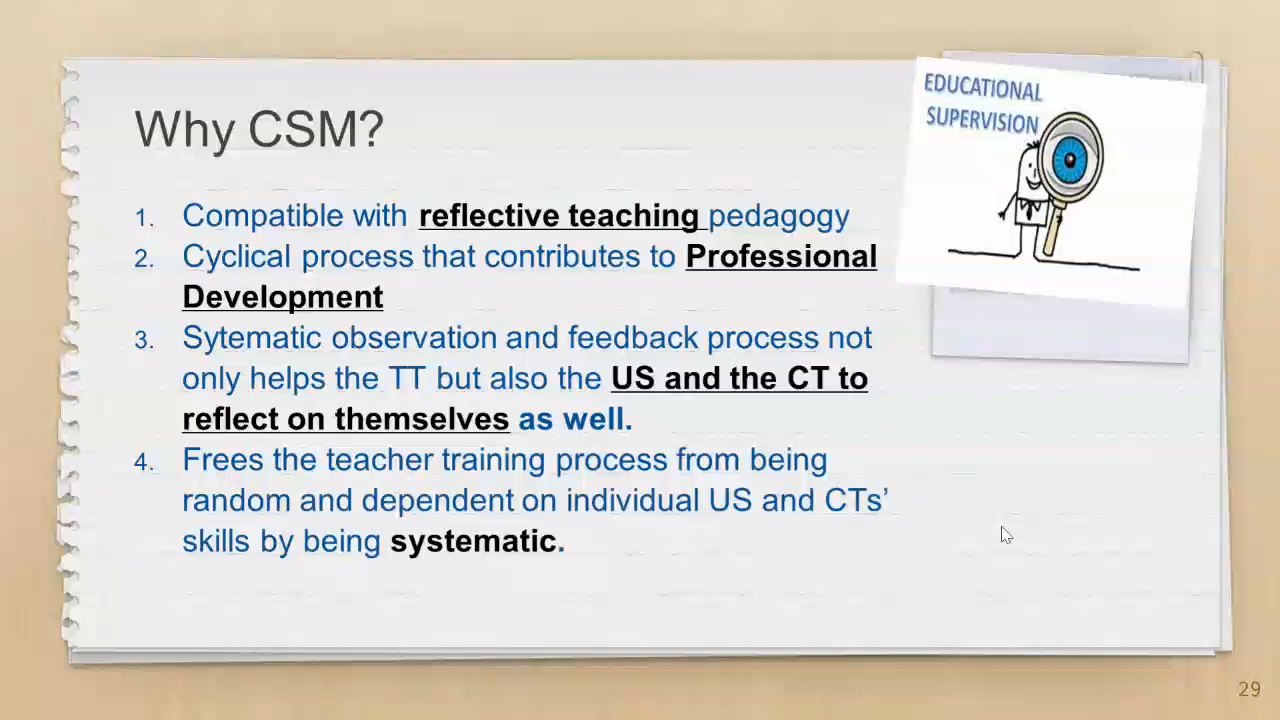 EDUCATIONAL
SUPERVISION
Why CSM?
1. Compatible with reflective teaching pedagogy
2. Cyclical process that contributes to Professional
Development
3. Sytematic observation and feedback process not
only helps the TT but also the US and the CT to
reflect on themselves as well.
4. Frees the teacher training process from being
random and dependent on individual US and CTs’
skills by being systematic.
29